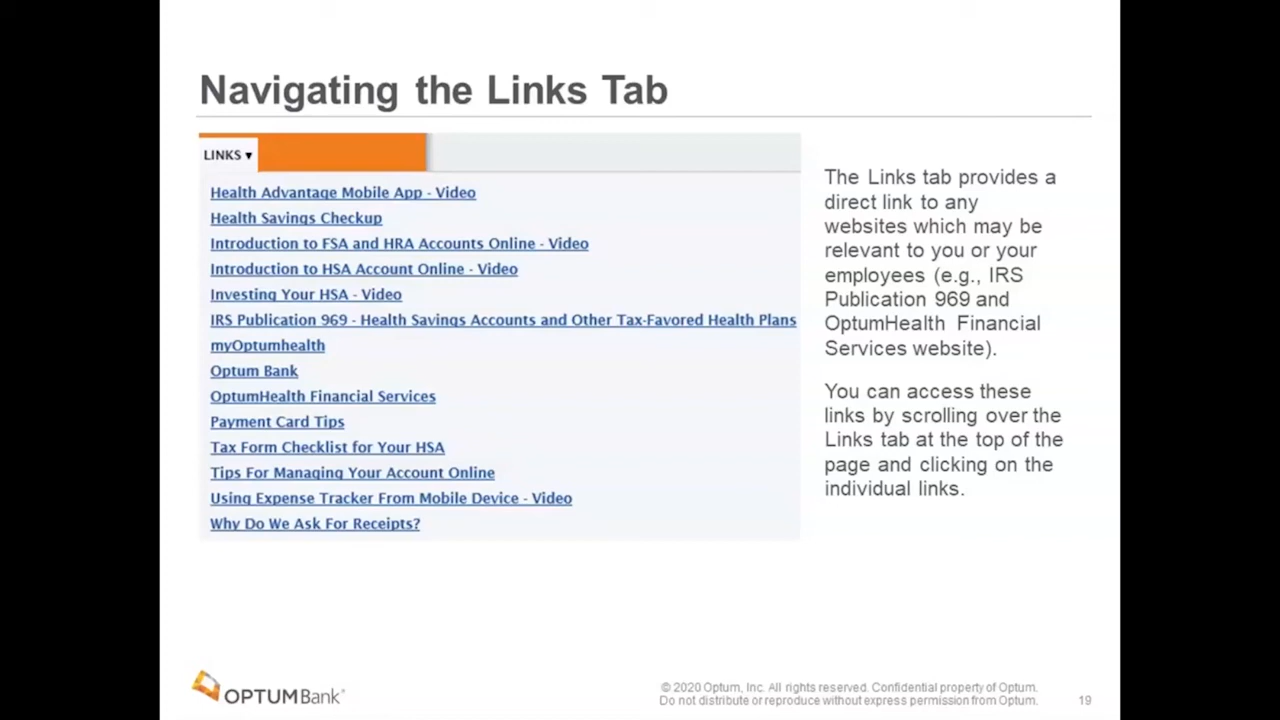 Navigating the Links Tab
LINKS ▼
Health Advantage Mobile App - Video
Health Savings Checkup
Introduction to FSA and HRA Accounts Online - Video
Introduction to HSA Account Online - Video
Investing Your HSA - Video
IRS Publication 969 - Health Savings Accounts and Other Tax-Favored Health Plans
myOptumhealth
Optum Bank
OptumHealth Financial Services
Payment Card Tips
Tax Form Checklist for Your HSA
Tips For Managing Your Account Online
Using Expense Tracker From Mobile Device - Video
Why Do We Ask For Receipts?
The Links tab provides a
direct link to any
websites which may be
relevant to you or your
employees (e.g., IRS
Publication 969 and
OptumHealth Financial
Services website).
You can access these
links by scrolling over the
Links tab at the top of the
page and clicking on the
individual links.
OPTUMBank®
© 2020 Optum, Inc. All rights reserved. Confidential property of Optum.
Do not distribute or reproduce without express permission from Optum.
19